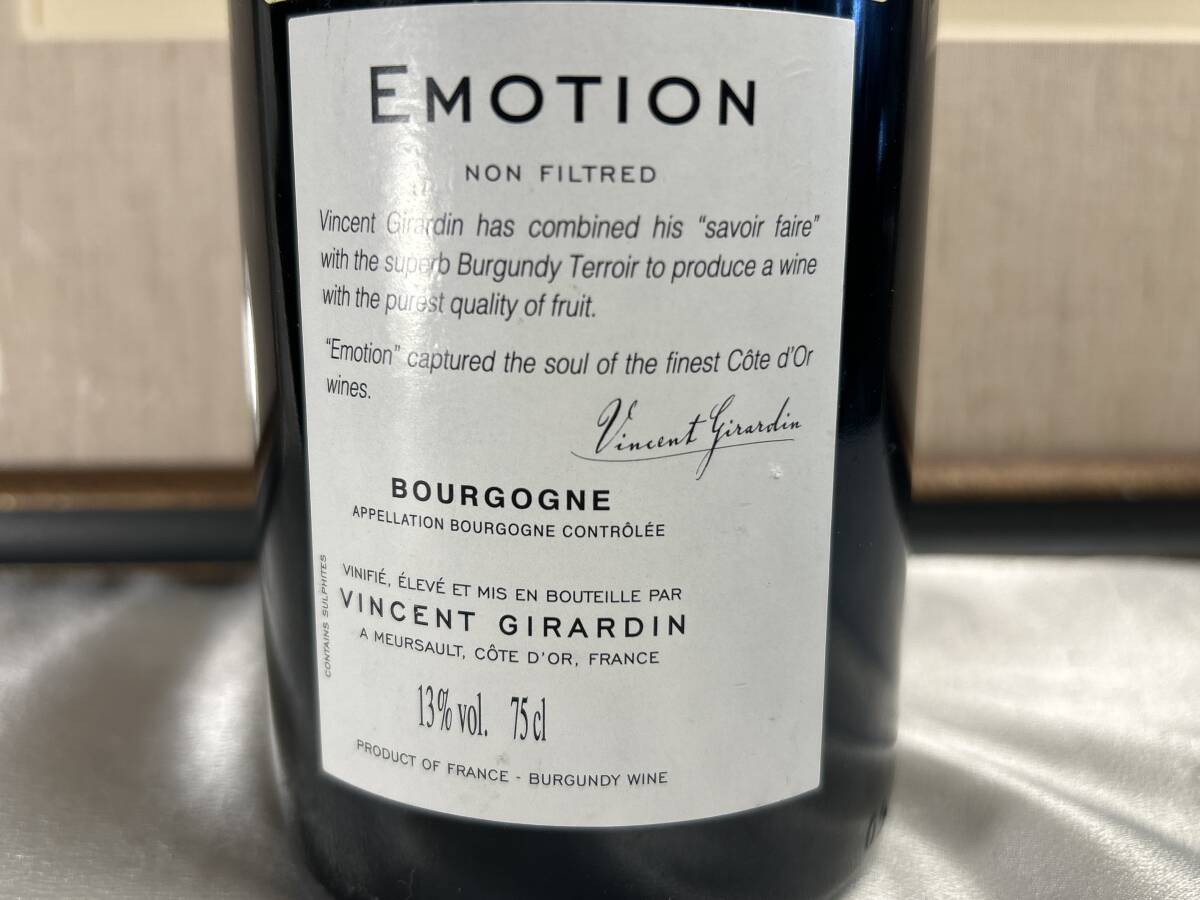 EMOTION
NON FILTRED
Vincent Girardin has combined his "savoir faire"
with the superb Burgundy Terroir to produce a wine
with the purest quality of fruit.
"Emotion" captured the soul of the finest Côte d'Or
wines.
Vincent Girardin
BOURGOGNE
APPELLATION BOURGOGNE CONTRÔLÉE
VINIFIÉ, ÉLEVÉ ET MIS EN BOUTEILLE PAR
VINCENT GIRARDIN
A MEURSAULT, CÔTE D'OR, FRANCE
CONTAINS SULPHITES
13% vol. 75 cl
PRODUCT OF FRANCE - BURGUNDY WINE